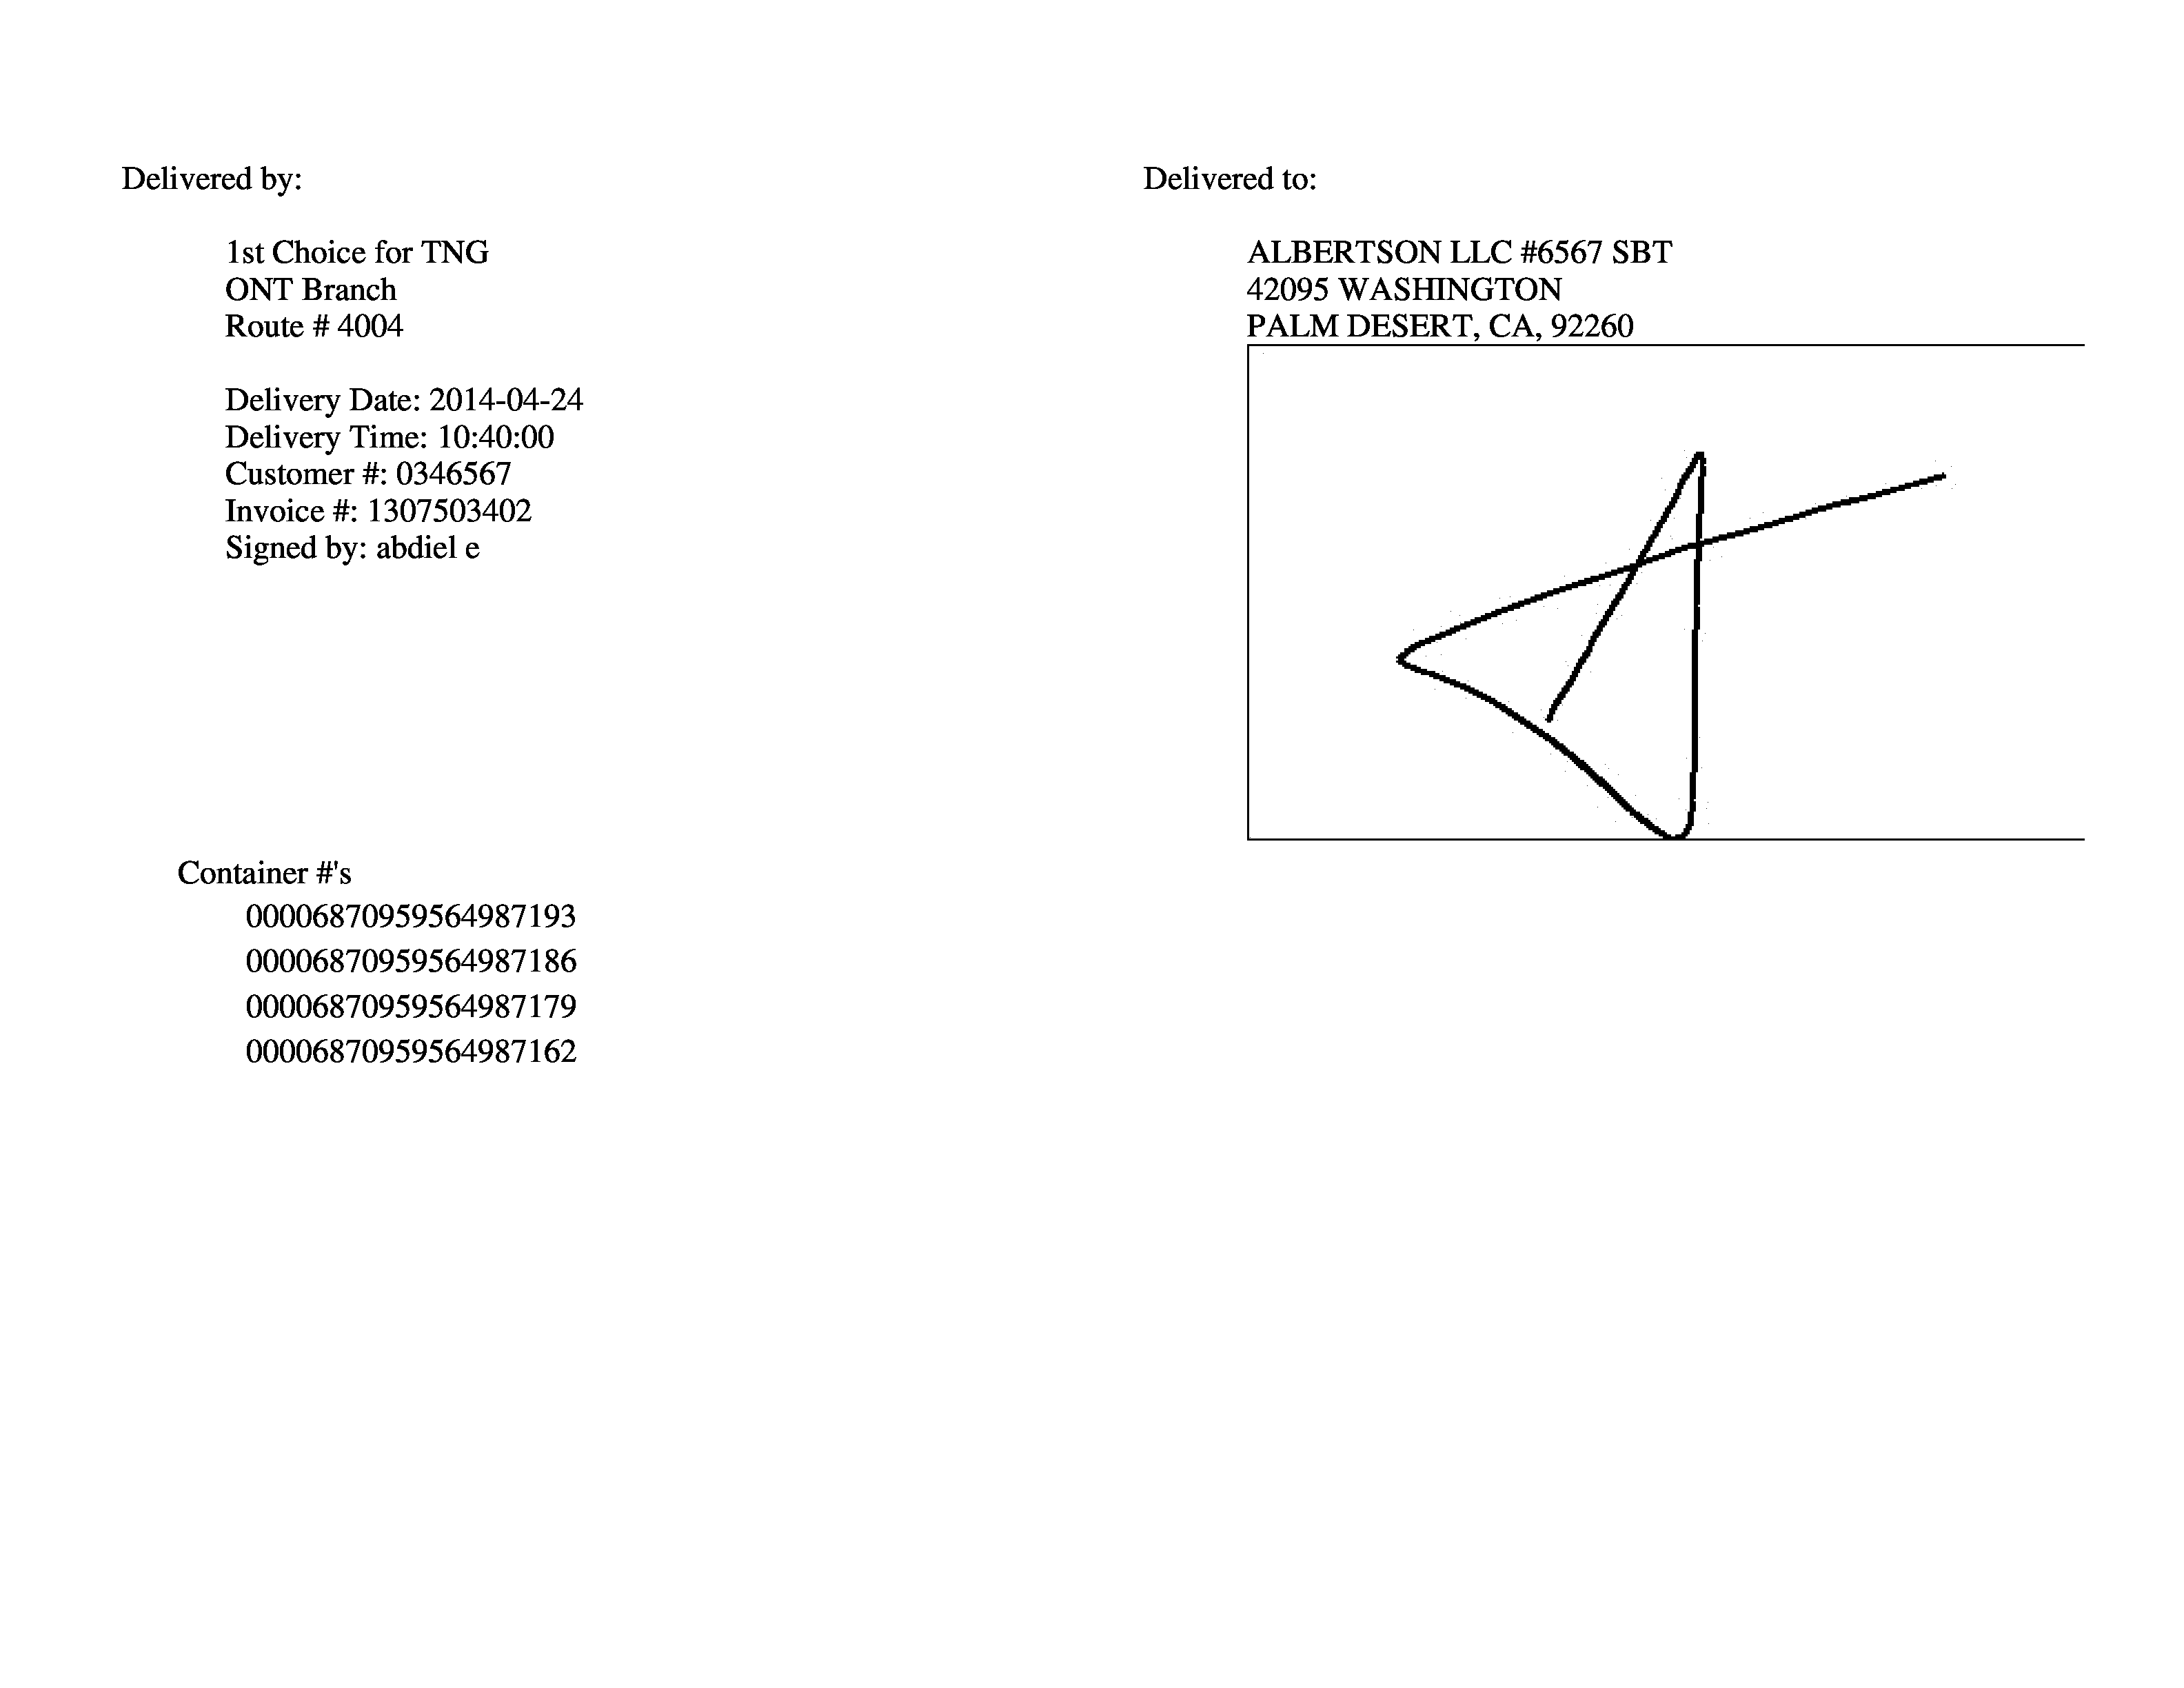 Delivered by:
1st Choice for TNG
ONT Branch
Route # 4004
Delivery Date: 2014-04-24
Delivery Time: 10:40:00
Customer #: 0346567
Invoice #: 1307503402
Signed by: abdiel e
Delivered to:
ALBERTSON LLC #6567 SBT
42095 WASHINGTON
PALM DESERT, CA, 92260
Container #'s
00006870959564987193
00006870959564987186
00006870959564987179
00006870959564987162